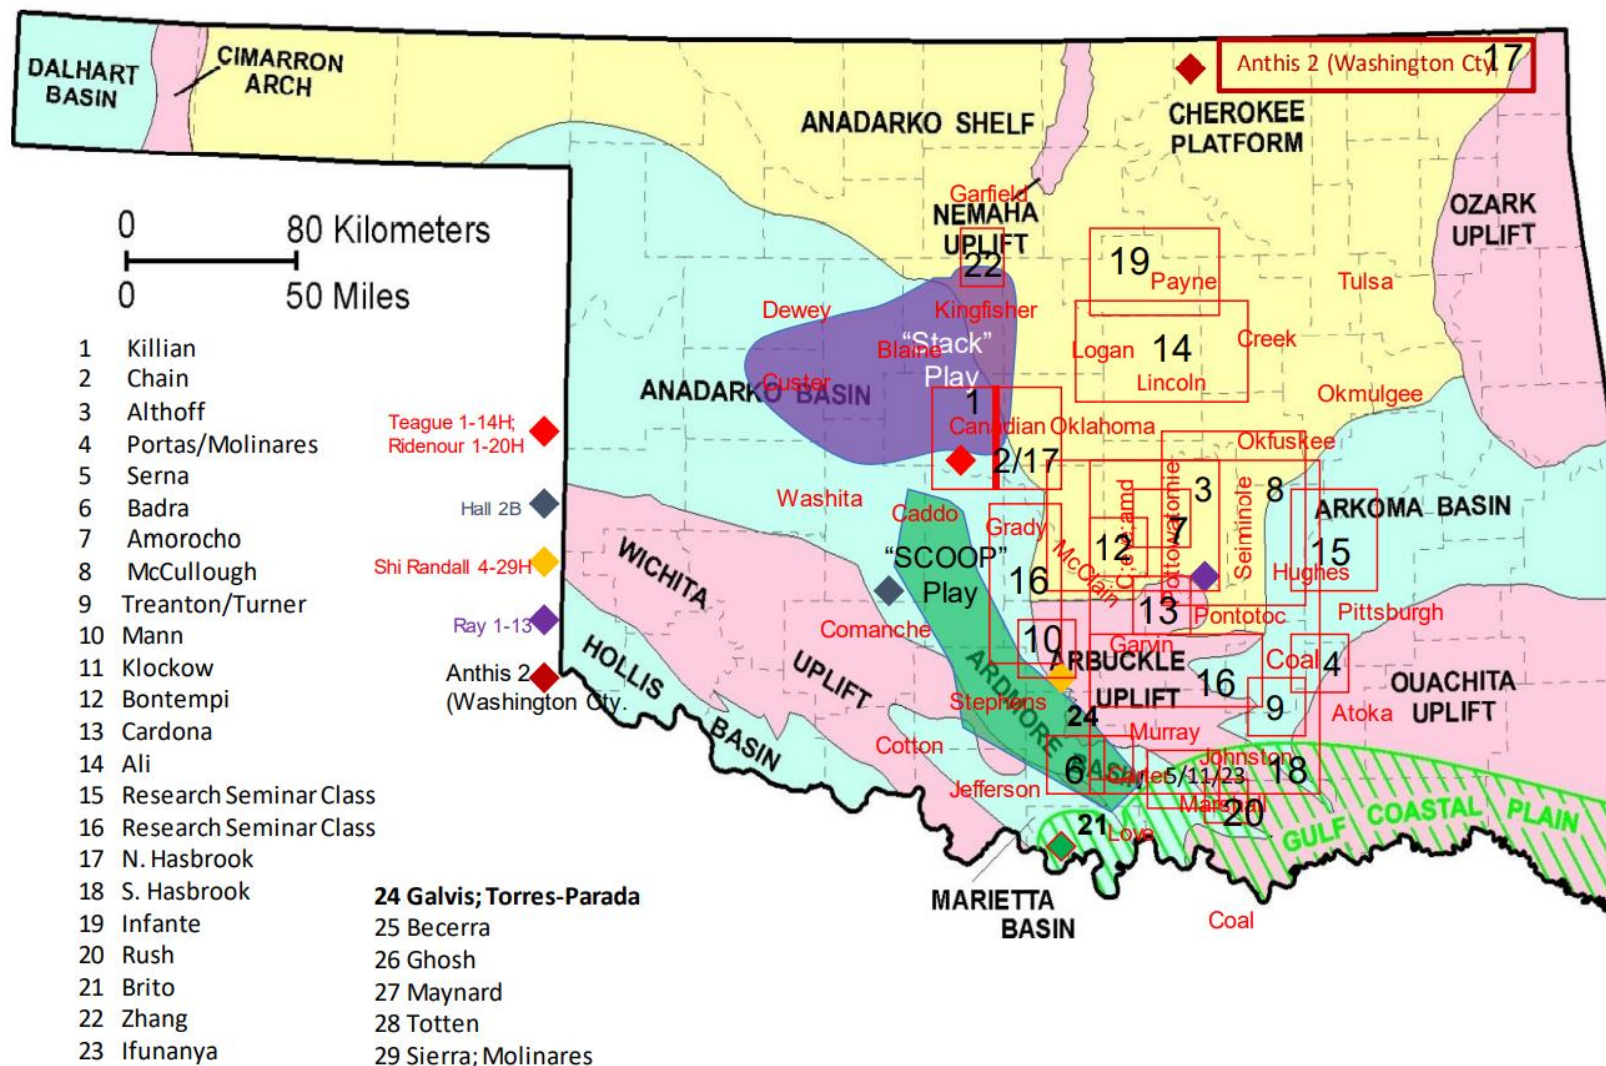 DALHART
BASIN
CIMARRON
ARCH
ANADARKO SHELF
CHEROKEE
PLATFORM
Anthis 2 (Washington Cty
17
OZARK
UPLIFT
Garfield
NEMAHA
UPLIFT
22
19
Payne
Tulsa
0 80 Kilometers
0 50 Miles
Dewey
Kingfisher
"Stack"
Play
Blaine
Logan
14
Creek
Lincoln
Custer
ANADARKO BASIN
Okmulgee
1
Canadian
Oklahoma
2/17
Okfuskee
Washita
Caddo
Grady
3
8
Pottowatomie
Seminole
ARKOMA BASIN
"SCOOP"
Play
McClain
12
7
15
Hughes
16
WICHITA
UPLIFT
Comanche
10
13
Pontotoc
Pittsburgh
Garvin
ARBUCKLE
UPLIFT
16
Coal
4
9
OUACHITA
UPLIFT
Atoka
HOLLIS
BASIN
ARDMORE BASIN
Stephens
24
Murray
Cotton
Jefferson
6
Carter
5/11/23
Johnston
18
Marshall
20
21
Love
GULF COASTAL PLAIN
MARIETTA
BASIN
Coal
Teague 1-14H;
Ridenour 1-20H
Hall 2B
Shi Randall 4-29H
Ray 1-13
Anthis 2
(Washington Cty.
1 Killian
2 Chain
3 Althoff
4 Portas/Molinares
5 Serna
6 Badra
7 Amorocho
8 McCullough
9 Treanton/Turner
10 Mann
11 Klockow
12 Bontempi
13 Cardona
14 Ali
15 Research Seminar Class
16 Research Seminar Class
17 N. Hasbrook
18 S. Hasbrook
19 Infante
20 Rush
21 Brito
22 Zhang
23 Ifunanya
24 Galvis; Torres-Parada
25 Becerra
26 Ghosh
27 Maynard
28 Totten
29 Sierra; Molinares